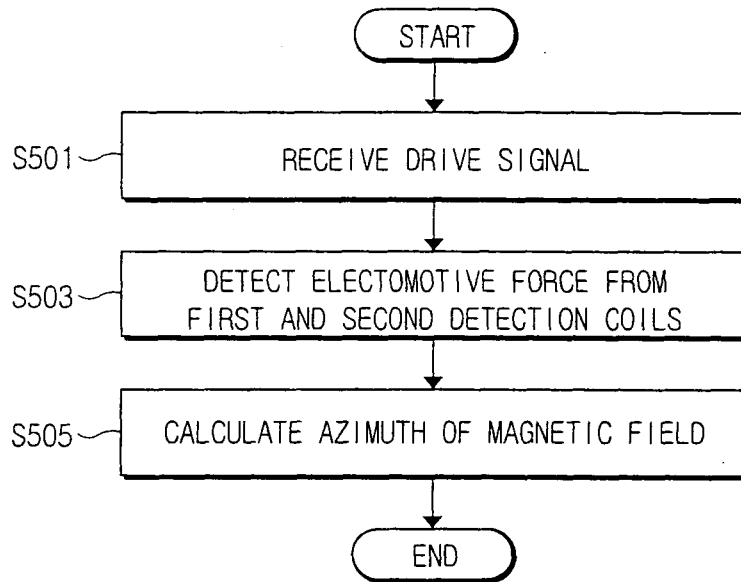 START
S501
RECEIVE DRIVE SIGNAL
S503
DETECT ELECTOMOTIVE FORCE FROM
FIRST AND SECOND DETECTION COILS
S505
CALCULATE AZIMUTH OF MAGNETIC FIELD
END